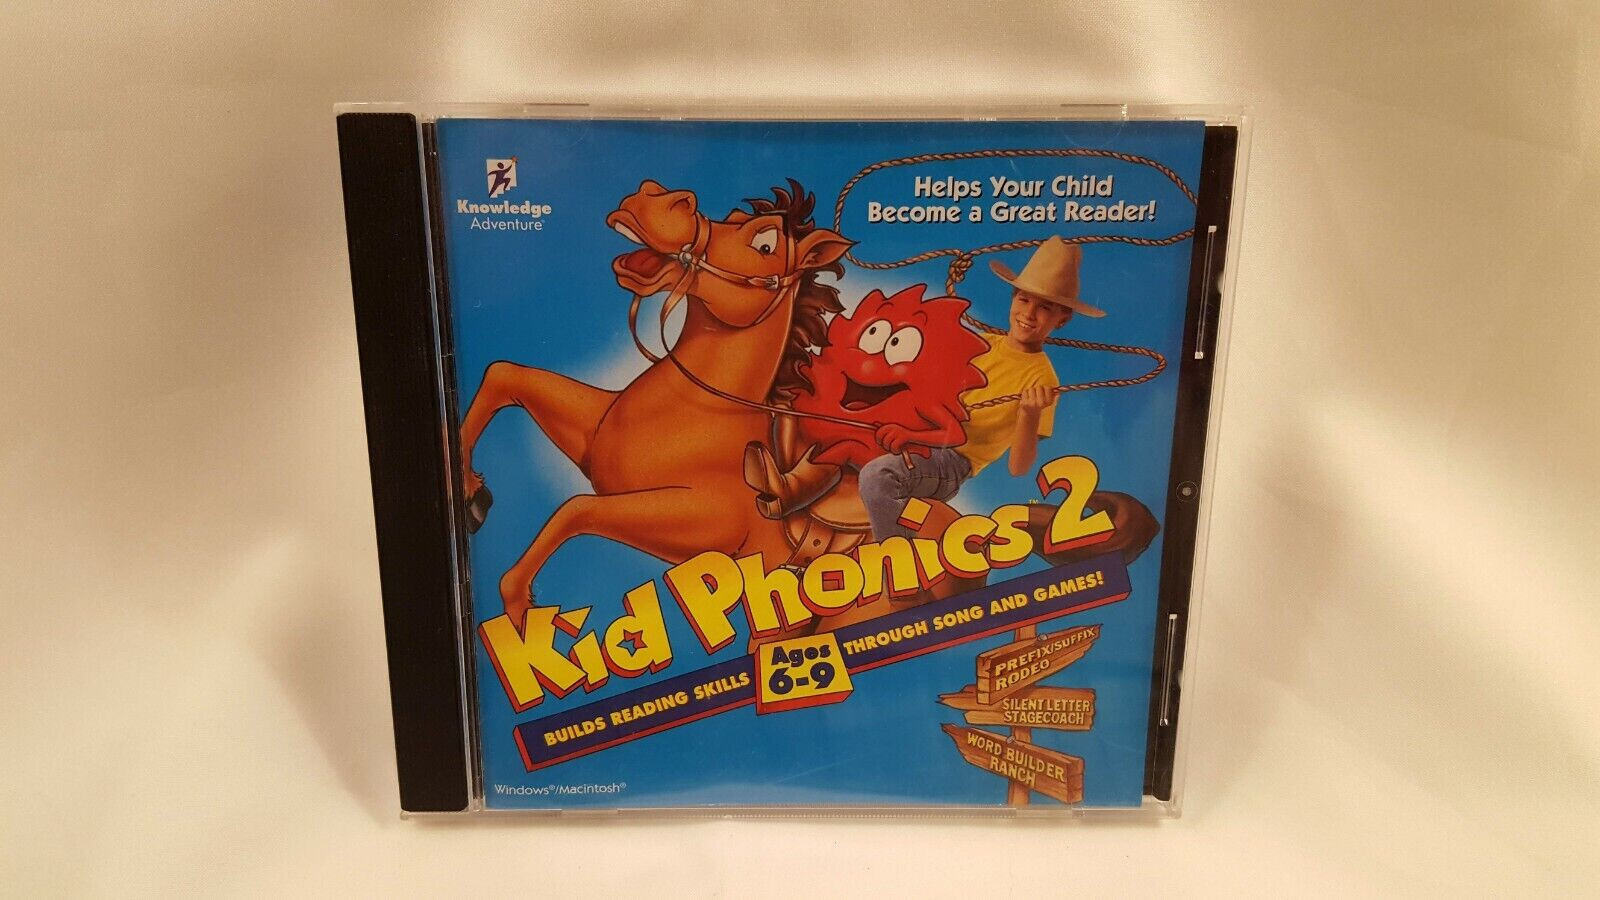 Knowledge
Adventure
Helps Your Child
Become a Great Reader!
Kid Phonics™ 2
BUILDS READING SKILLS
Ages
6-9
THROUGH SONG AND GAMES!
PREFIX/SUFFIX
RODEO
SILENT LETTER
STAGECOACH
WORD BUILDER
RANCH
Windows®/Macintosh®